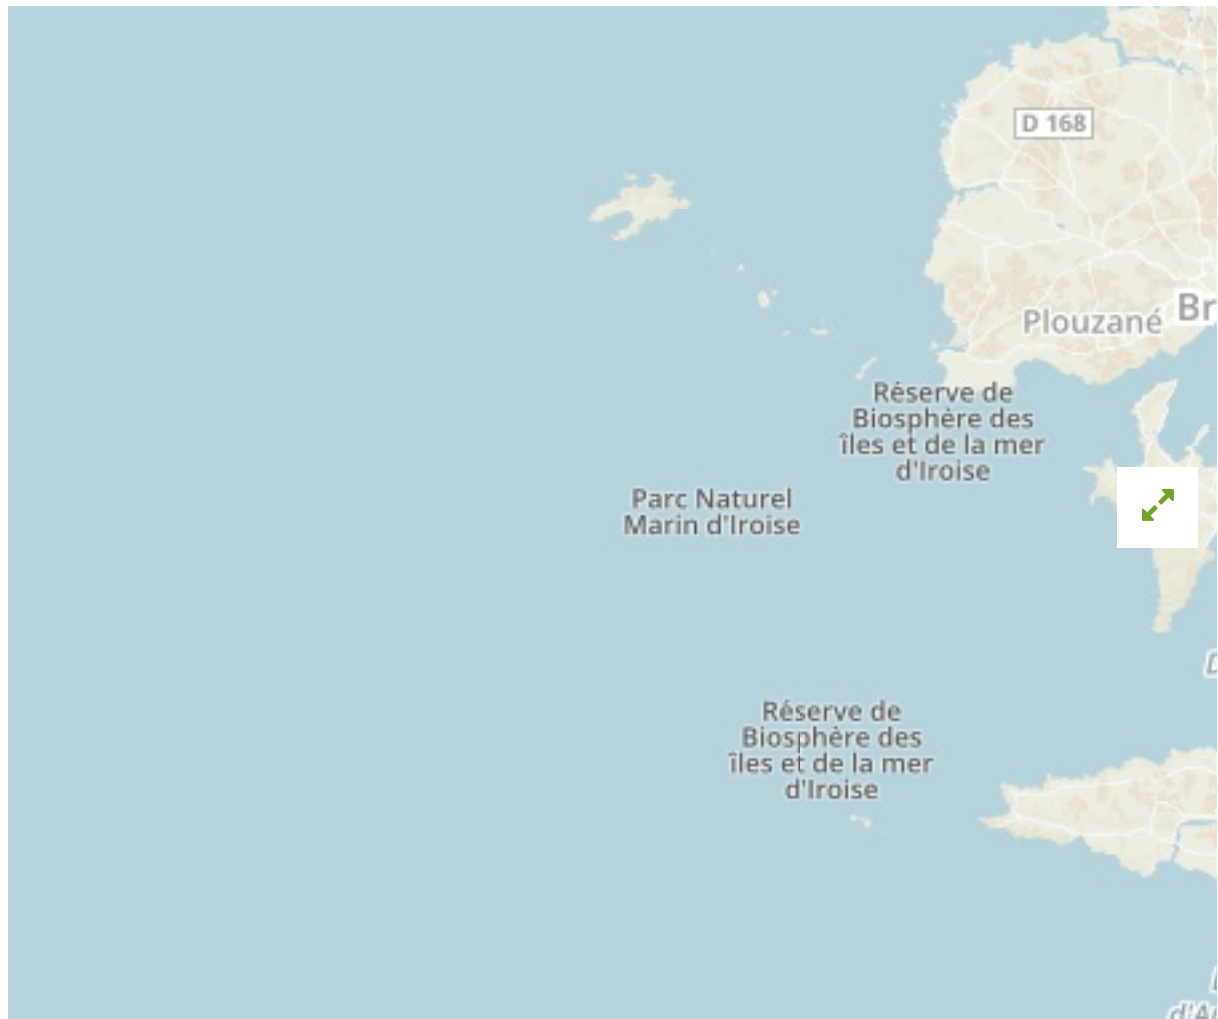 D 168
Plouzané
Br
Réserve de
Biosphère des
îles et de la mer
d'Iroise
Parc Naturel
Marin d'Iroise
Réserve de
Biosphère des
îles et de la mer
d'Iroise